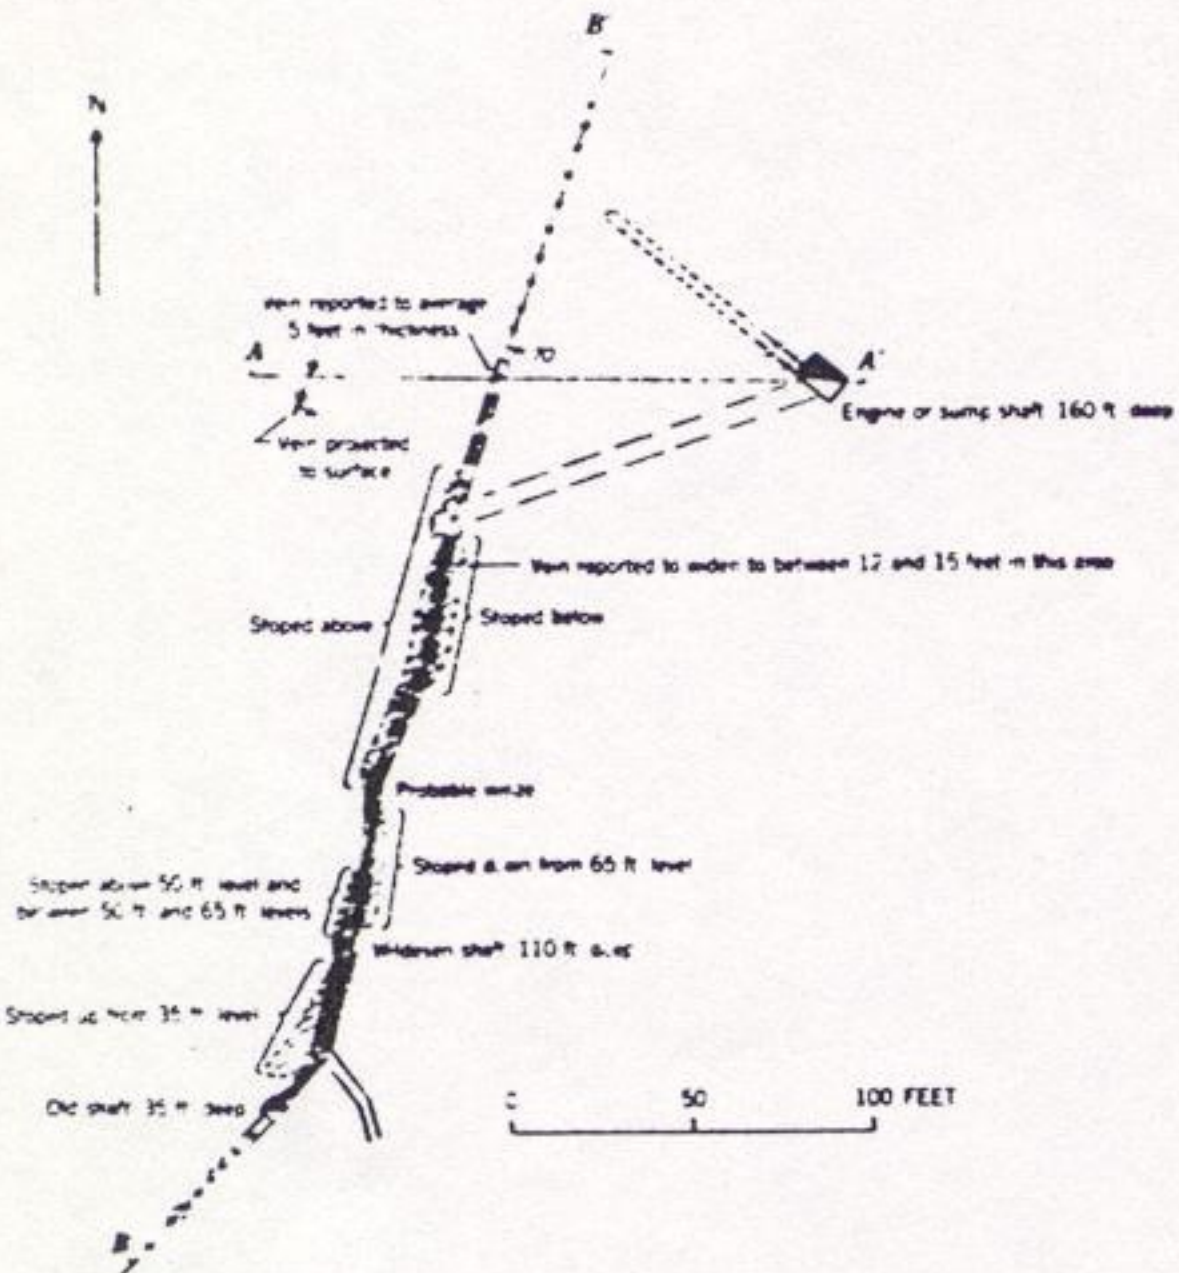 B'
N
Vein reported to average
5 feet in thickness
70
A
A'
Engine or sump shaft 160 ft deep
Vein projected
to surface
Vein reported to widen to between 12 and 15 feet in this area
Stoped above
Stoped below
Probable winze
Stoped from 65 ft level
Stoped above 50 ft level and
between 50 ft and 65 ft levels
shaft 110 ft
Stoped up from 35 ft level
Old shaft 35 ft deep
0 50 100 FEET
B